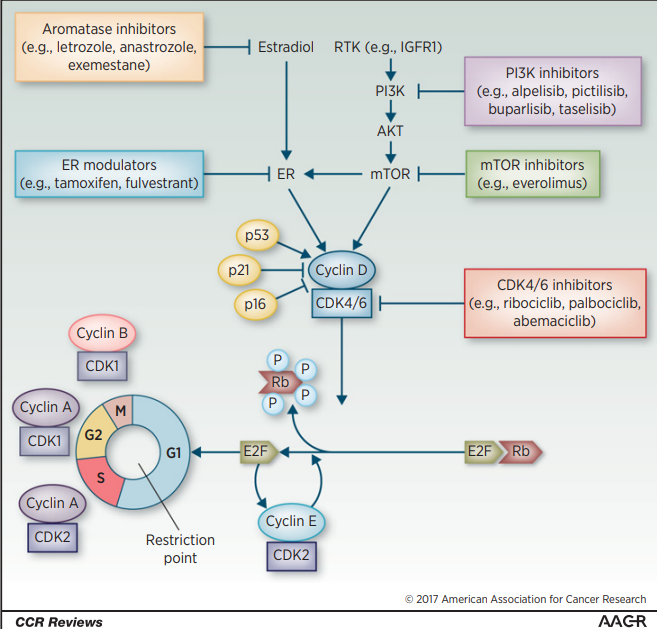 Aromatase inhibitors
(e.g., letrozole, anastrozole,
exemestane)
Estradiol
RTK (e.g., IGFR1)
PI3K
PI3K inhibitors
(e.g., alpelisib, pictilisib,
buparlisib, taselisib)
AKT
ER modulators
(e.g., tamoxifen, fulvestrant)
ER
mTOR
mTOR inhibitors
(e.g., everolimus)
p53
p21
p16
Cyclin D
CDK4/6
CDK4/6 inhibitors
(e.g., ribociclib, palbociclib,
abemaciclib)
Cyclin B
CDK1
P
P
Rb
P
P
Cyclin A
CDK1
M
G2
G1
S
E2F
E2F
Rb
Cyclin A
CDK2
Cyclin E
CDK2
Restriction
point
© 2017 American Association for Cancer Research
CCR Reviews
AACR